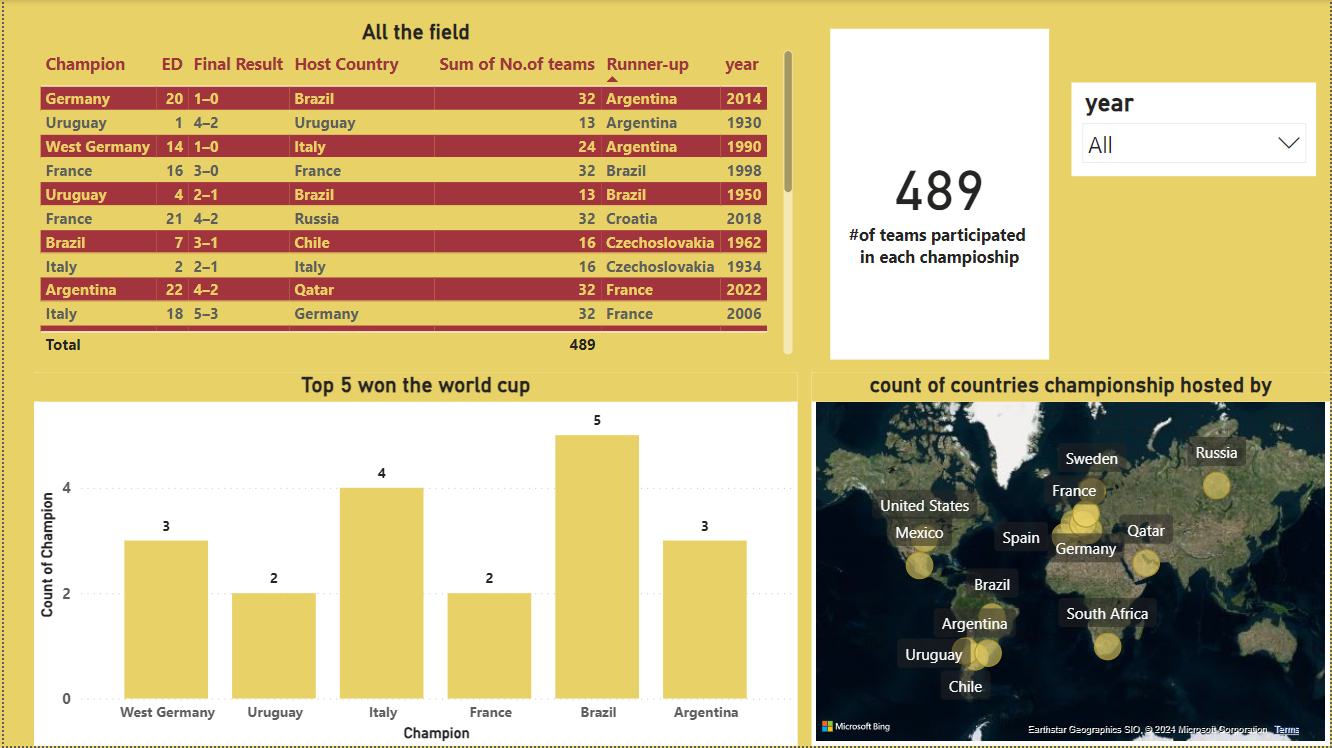 All the field
Champion ED Final Result Host Country Sum of No.of teams Runner-up year
Germany 20 1–0 Brazil 32 Argentina 2014
Uruguay 1 4–2 Uruguay 13 Argentina 1930
West Germany 14 1–0 Italy 24 Argentina 1990
France 16 3–0 France 32 Brazil 1998
Uruguay 4 2–1 Brazil 13 Brazil 1950
France 21 4–2 Russia 32 Croatia 2018
Brazil 7 3–1 Chile 16 Czechoslovakia 1962
Italy 2 2–1 Italy 16 Czechoslovakia 1934
Argentina 22 4–2 Qatar 32 France 2022
Italy 18 5–3 Germany 32 France 2006
Total 489
489
#of teams participated
in each champioship
year
All
Top 5 won the world cup
Count of Champion
4
2
0
3
2
4
2
5
3
West Germany Uruguay Italy France Brazil Argentina
Champion
count of countries championship hosted by
Russia
Sweden
France
United States
Mexico
Spain
Qatar
Germany
Brazil
South Africa
Argentina
Uruguay
Chile
Microsoft Bing
Earthstar Geographics SIO, © 2024 Microsoft Corporation Terms